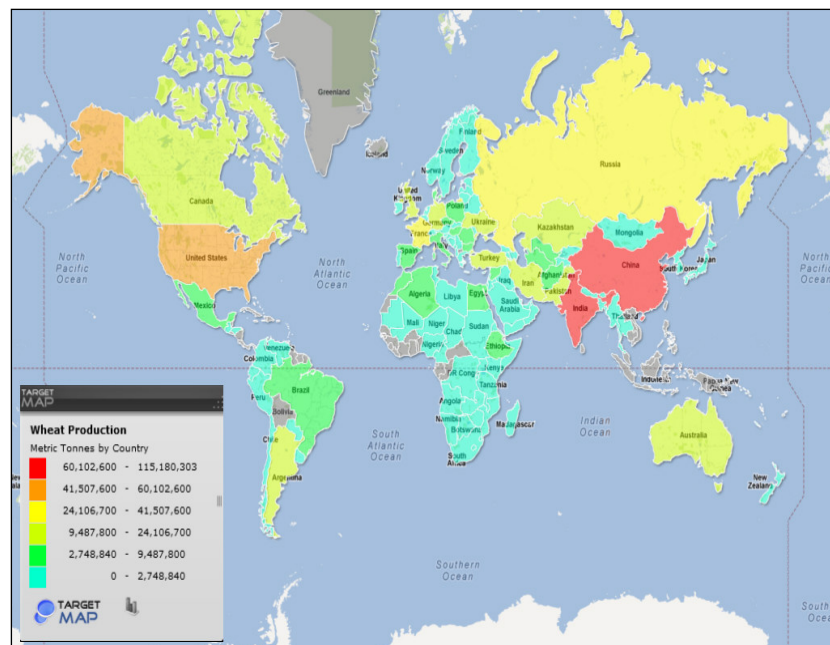 Greenland
Iceland
Finland
Sweden
Norway
Russia
Canada
United
Kingdom
Poland
Germany
Ukraine
France
Kazakhstan
Mongolia
North
Pacific
Ocean
United States
North
Atlantic
Ocean
Spain
Italy
Turkey
China
Japan
South Korea
North
Pacific
Ocean
Afghanistan
Iraq
Iran
Pakistan
Algeria
Libya
Egypt
Saudi
Arabia
Mexico
India
Mali
Niger
Chad
Sudan
Thailand
Nigeria
Ethiopia
Venezuela
Colombia
Kenya
DR Congo
Tanzania
Indonesia
Papua New
Guinea
Peru
Brazil
Bolivia
Angola
Namibia
Botswana
Madagascar
Indian
Ocean
Australia
South
Atlantic
Ocean
Chile
South
Africa
Argentina
New
Zealand
Southern
Ocean
TARGET
MAP
Wheat Production
Metric Tonnes by Country
60,102,600 - 115,180,303
41,507,600 - 60,102,600
24,106,700 - 41,507,600
9,487,800 - 24,106,700
2,748,840 - 9,487,800
0 - 2,748,840
TARGET
MAP